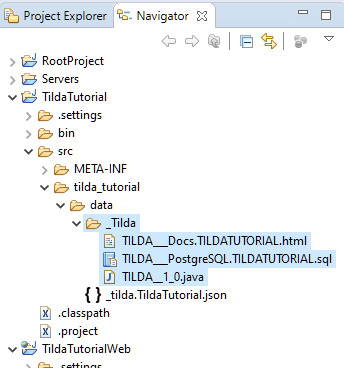 Project Explorer Navigator
RootProject
Servers
TildaTutorial
.settings
bin
src
META-INF
tilda_tutorial
data
_Tilda
TILDA___Docs.TILDATUTORIAL.html
TILDA___PostgreSQL.TILDATUTORIAL.sql
TILDA__1_0.java
_tilda.TildaTutorial.json
.classpath
.project
TildaTutorialWeb
.settings